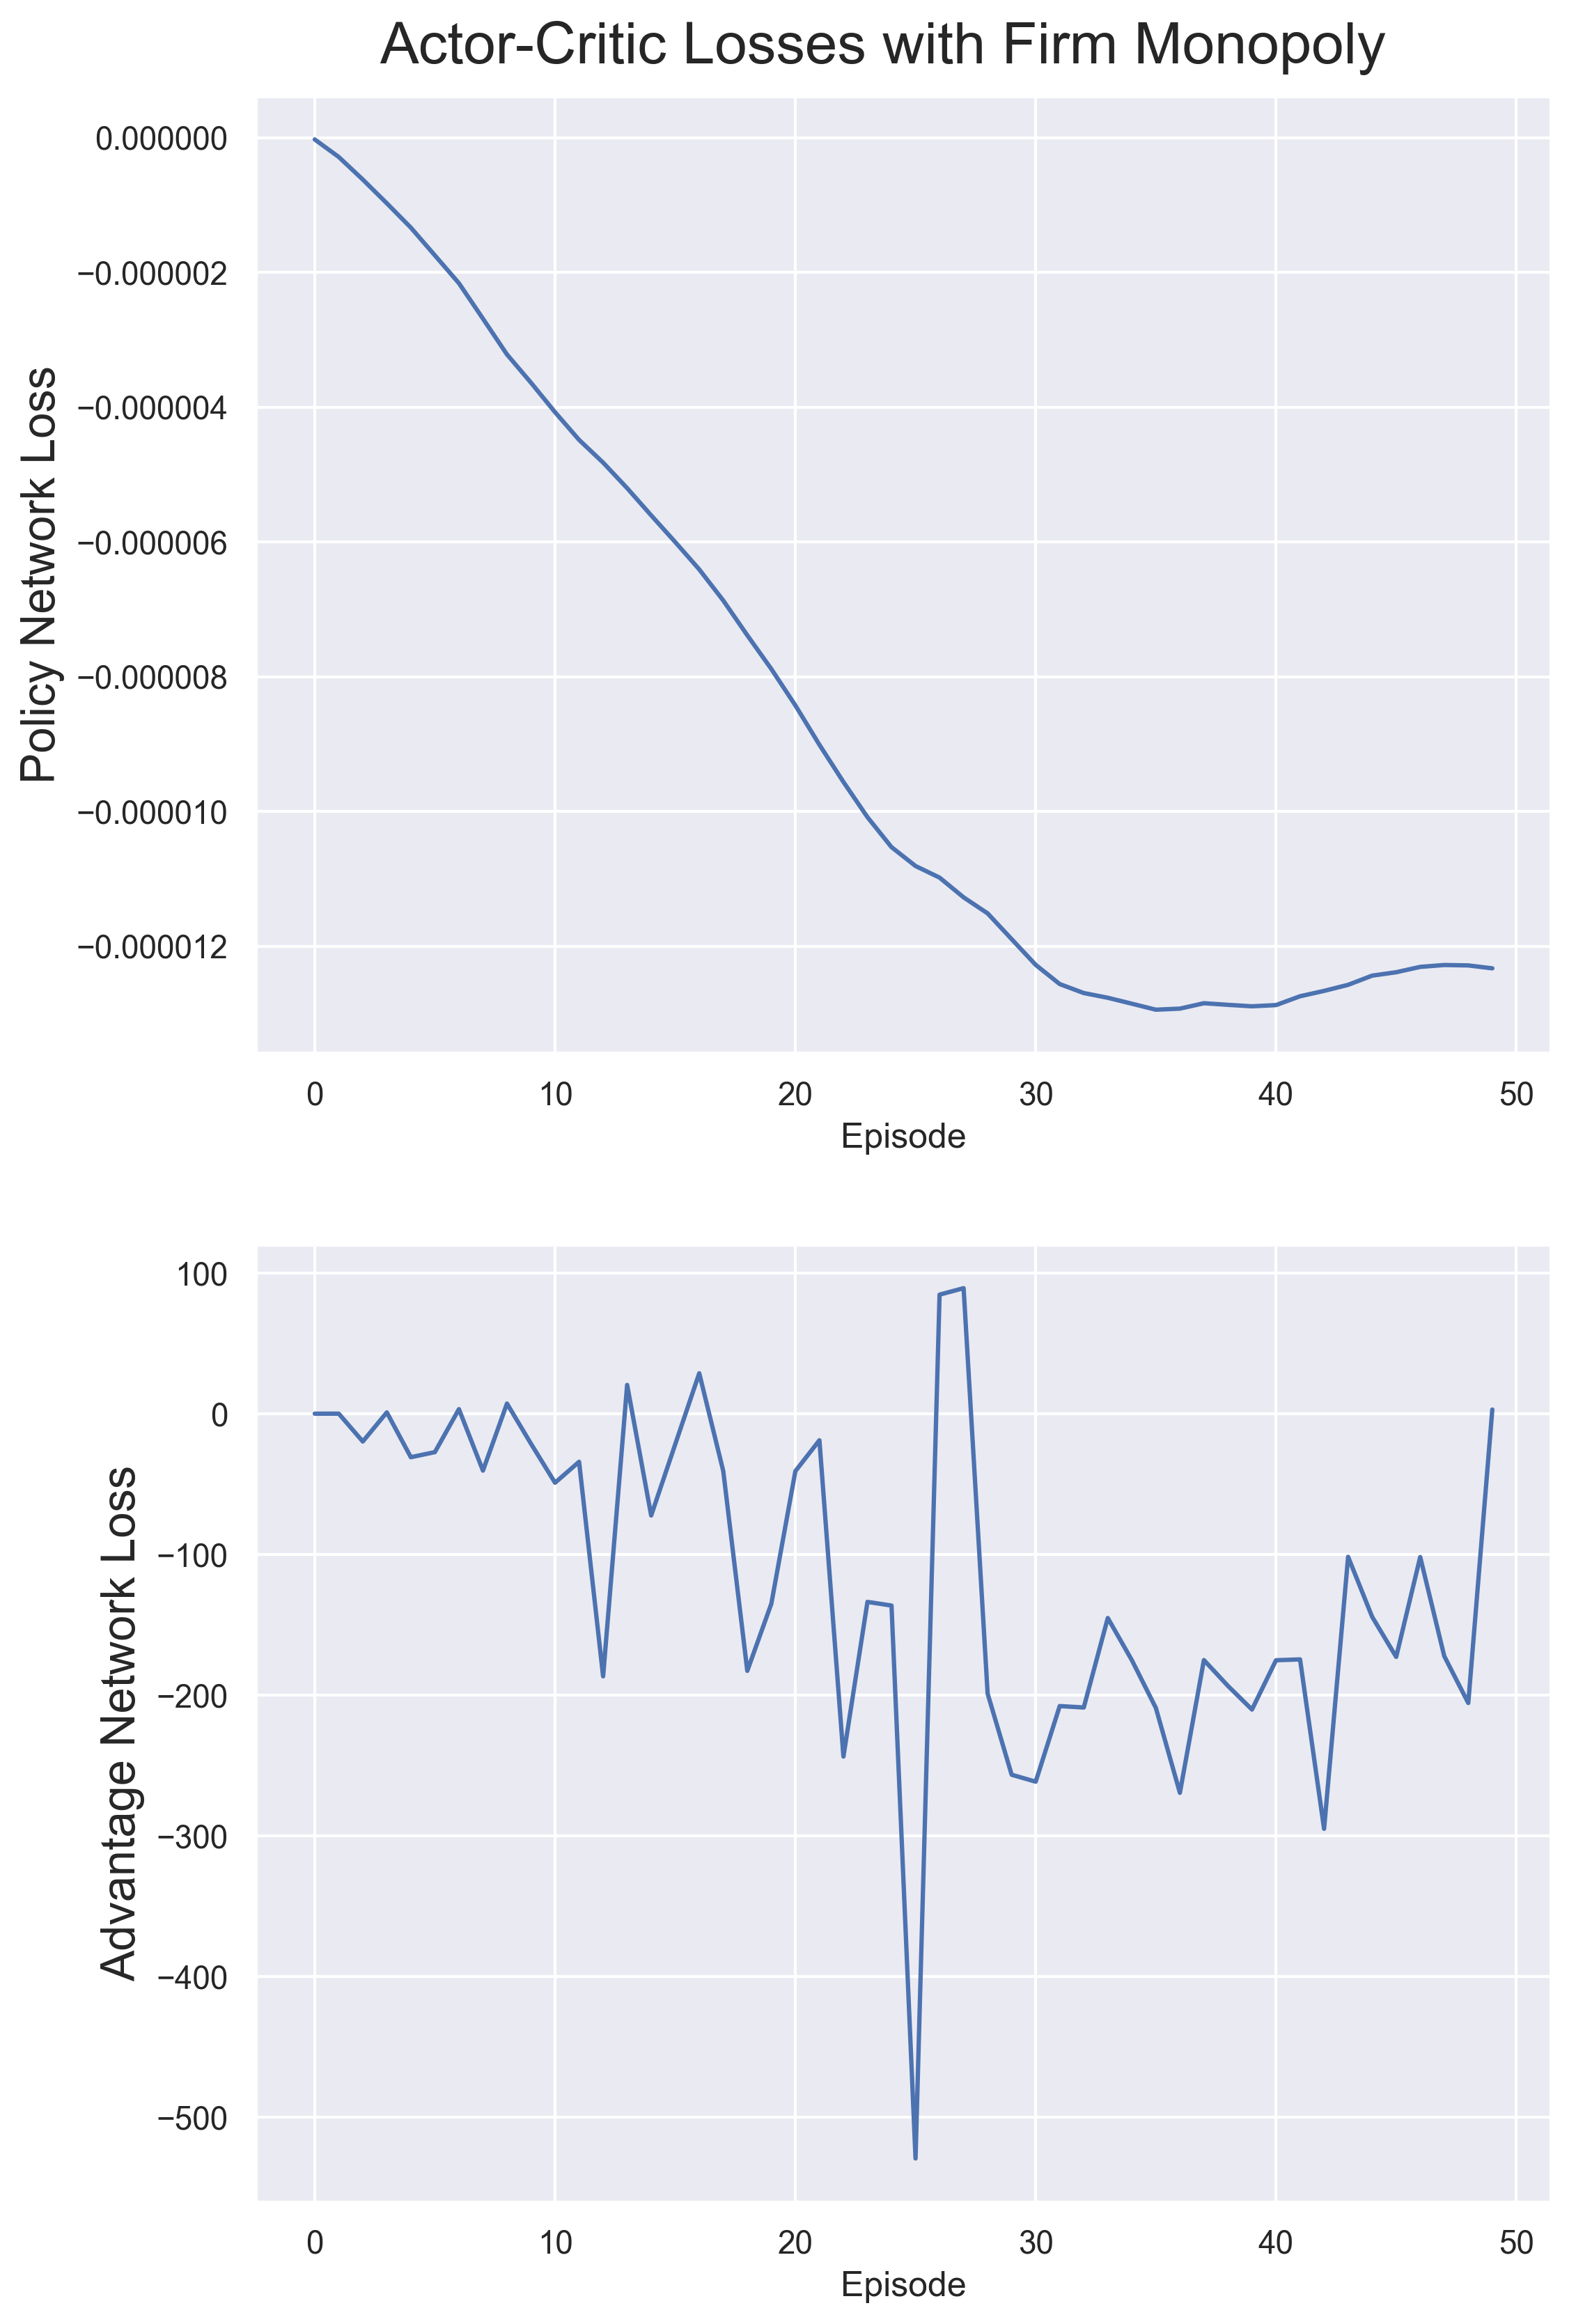 Actor-Critic Losses with Firm Monopoly
0.000000
−0.000002
−0.000004
−0.000006
−0.000008
−0.000010
−0.000012
Policy Network Loss
0 10 20 30 40 50
Episode
100
0
−100
−200
−300
−400
−500
Advantage Network Loss
0 10 20 30 40 50
Episode